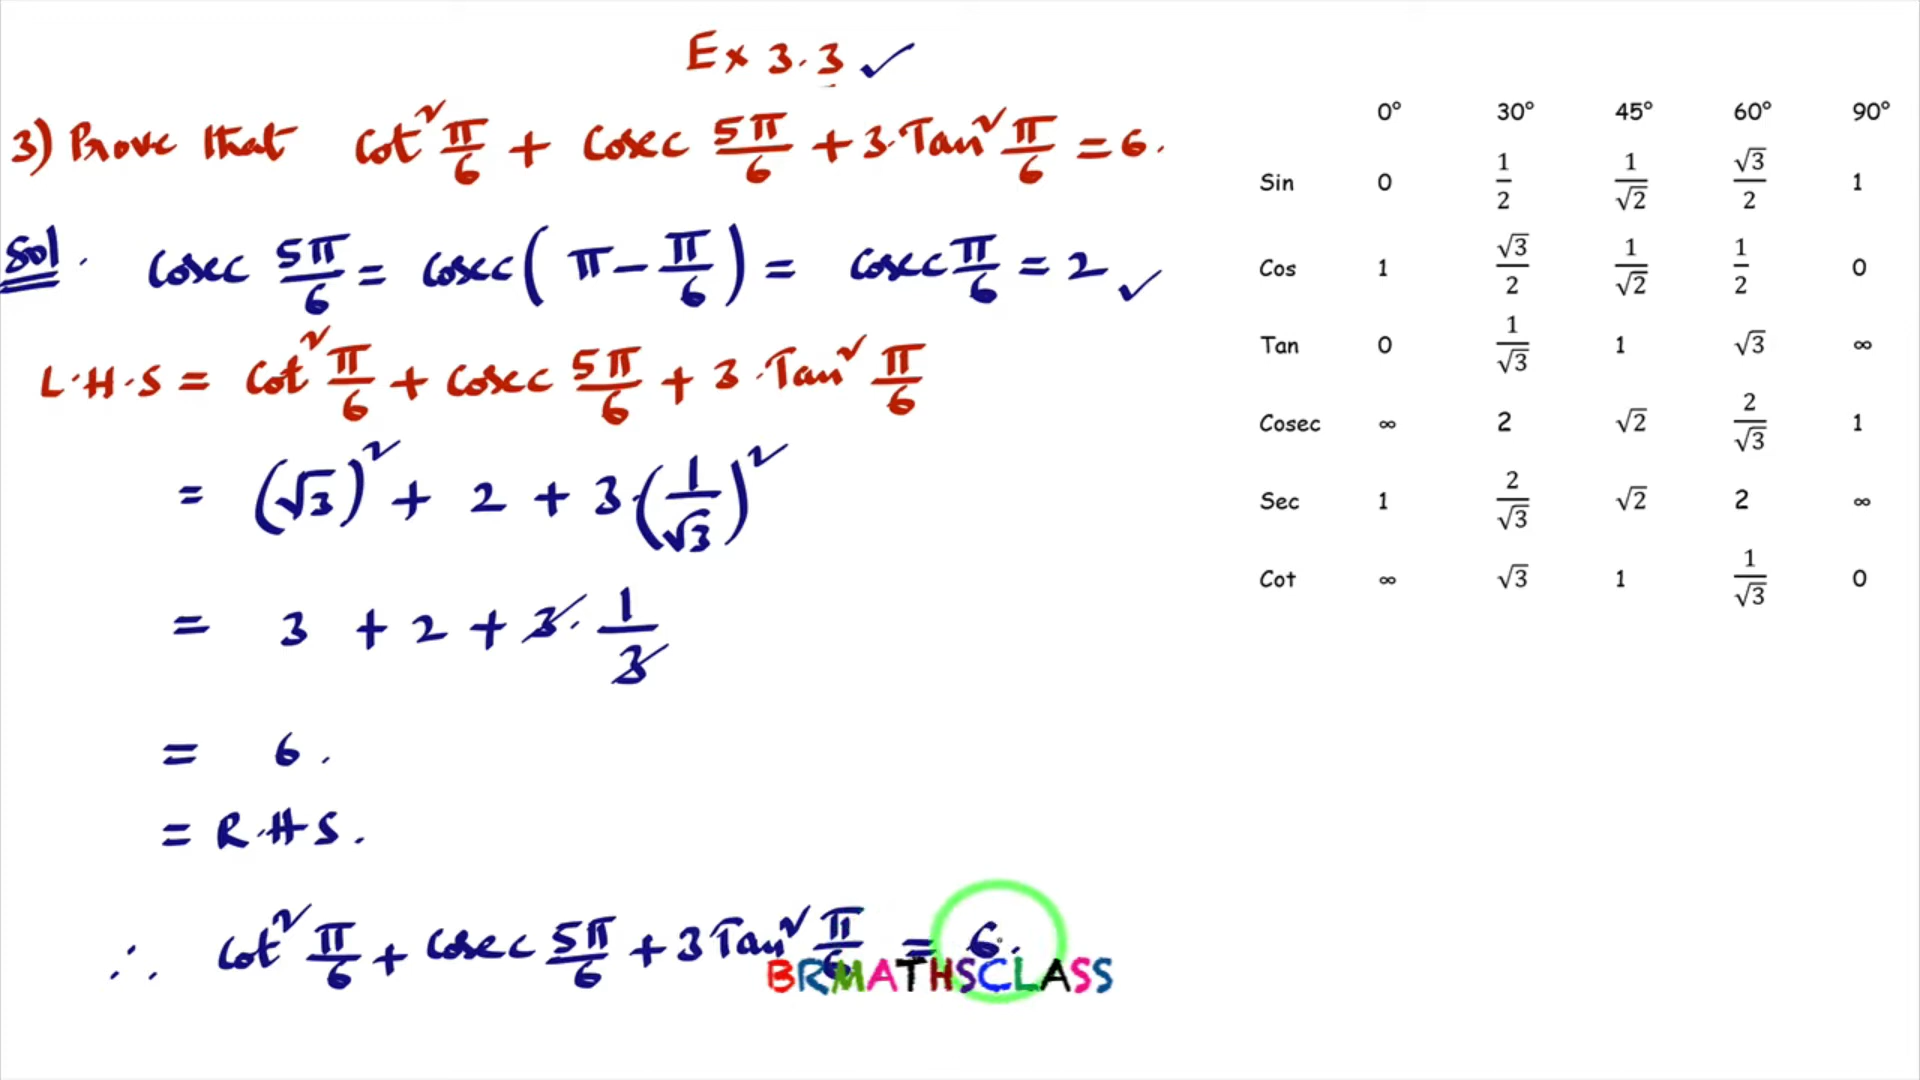 Ex 3.3 ✓
3) Prove that cot² π/6 + cosec 5π/6 + 3.Tan² π/6 = 6.
Sol. cosec 5π/6 = cosec(π − π/6) = cosec π/6 = 2 ✓
L.H.S = cot² π/6 + cosec 5π/6 + 3.Tan² π/6
= (√3)² + 2 + 3.(1/√3)²
= 3 + 2 + 3. 1/3
= 6.
= R.H.S.
∴ cot² π/6 + cosec 5π/6 + 3Tan² π/6 = 6.
BRMATHSCLASS
0° 30° 45° 60° 90°
Sin 0 1/2 1/√2 √3/2 1
Cos 1 √3/2 1/√2 1/2 0
Tan 0 1/√3 1 √3 ∞
Cosec ∞ 2 √2 2/√3 1
Sec 1 2/√3 √2 2 ∞
Cot ∞ √3 1 1/√3 0